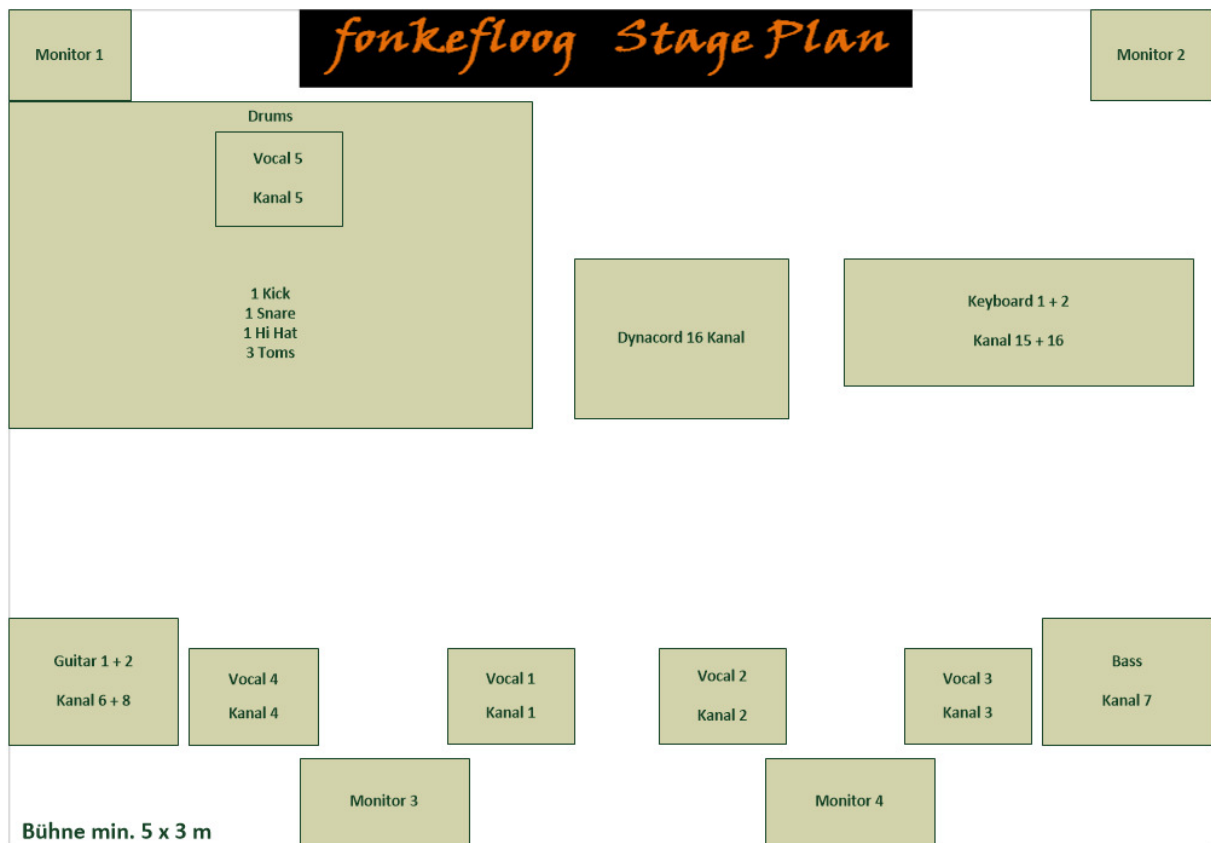 fonkefloog Stage Plan
Monitor 1
Monitor 2
Drums
Vocal 5
Kanal 5
1 Kick
1 Snare
1 Hi Hat
3 Toms
Dynacord 16 Kanal
Keyboard 1 + 2
Kanal 15 + 16
Guitar 1 + 2
Kanal 6 + 8
Vocal 4
Kanal 4
Vocal 1
Kanal 1
Vocal 2
Kanal 2
Vocal 3
Kanal 3
Bass
Kanal 7
Monitor 3
Monitor 4
Bühne min. 5 x 3 m